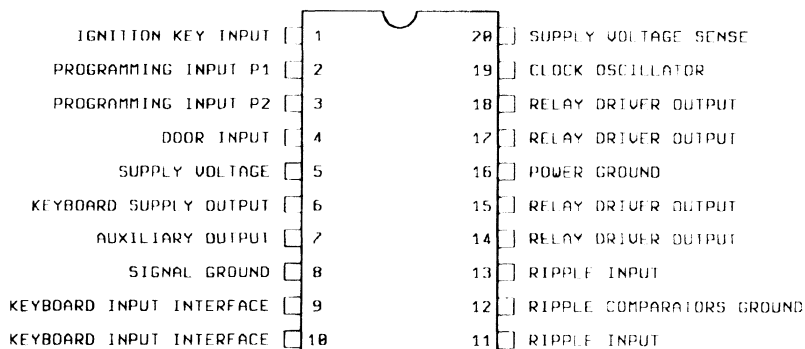 IGNITION KEY INPUT 1 20 SUPPLY VOLTAGE SENSE
PROGRAMMING INPUT P1 2 19 CLOCK OSCILLATOR
PROGRAMMING INPUT P2 3 18 RELAY DRIVER OUTPUT
DOOR INPUT 4 17 RELAY DRIVER OUTPUT
SUPPLY VOLTAGE 5 16 POWER GROUND
KEYBOARD SUPPLY OUTPUT 6 15 RELAY DRIVER OUTPUT
AUXILIARY OUTPUT 7 14 RELAY DRIVER OUTPUT
SIGNAL GROUND 8 13 RIPPLE INPUT
KEYBOARD INPUT INTERFACE 9 12 RIPPLE COMPARATORS GROUND
KEYBOARD INPUT INTERFACE 10 11 RIPPLE INPUT